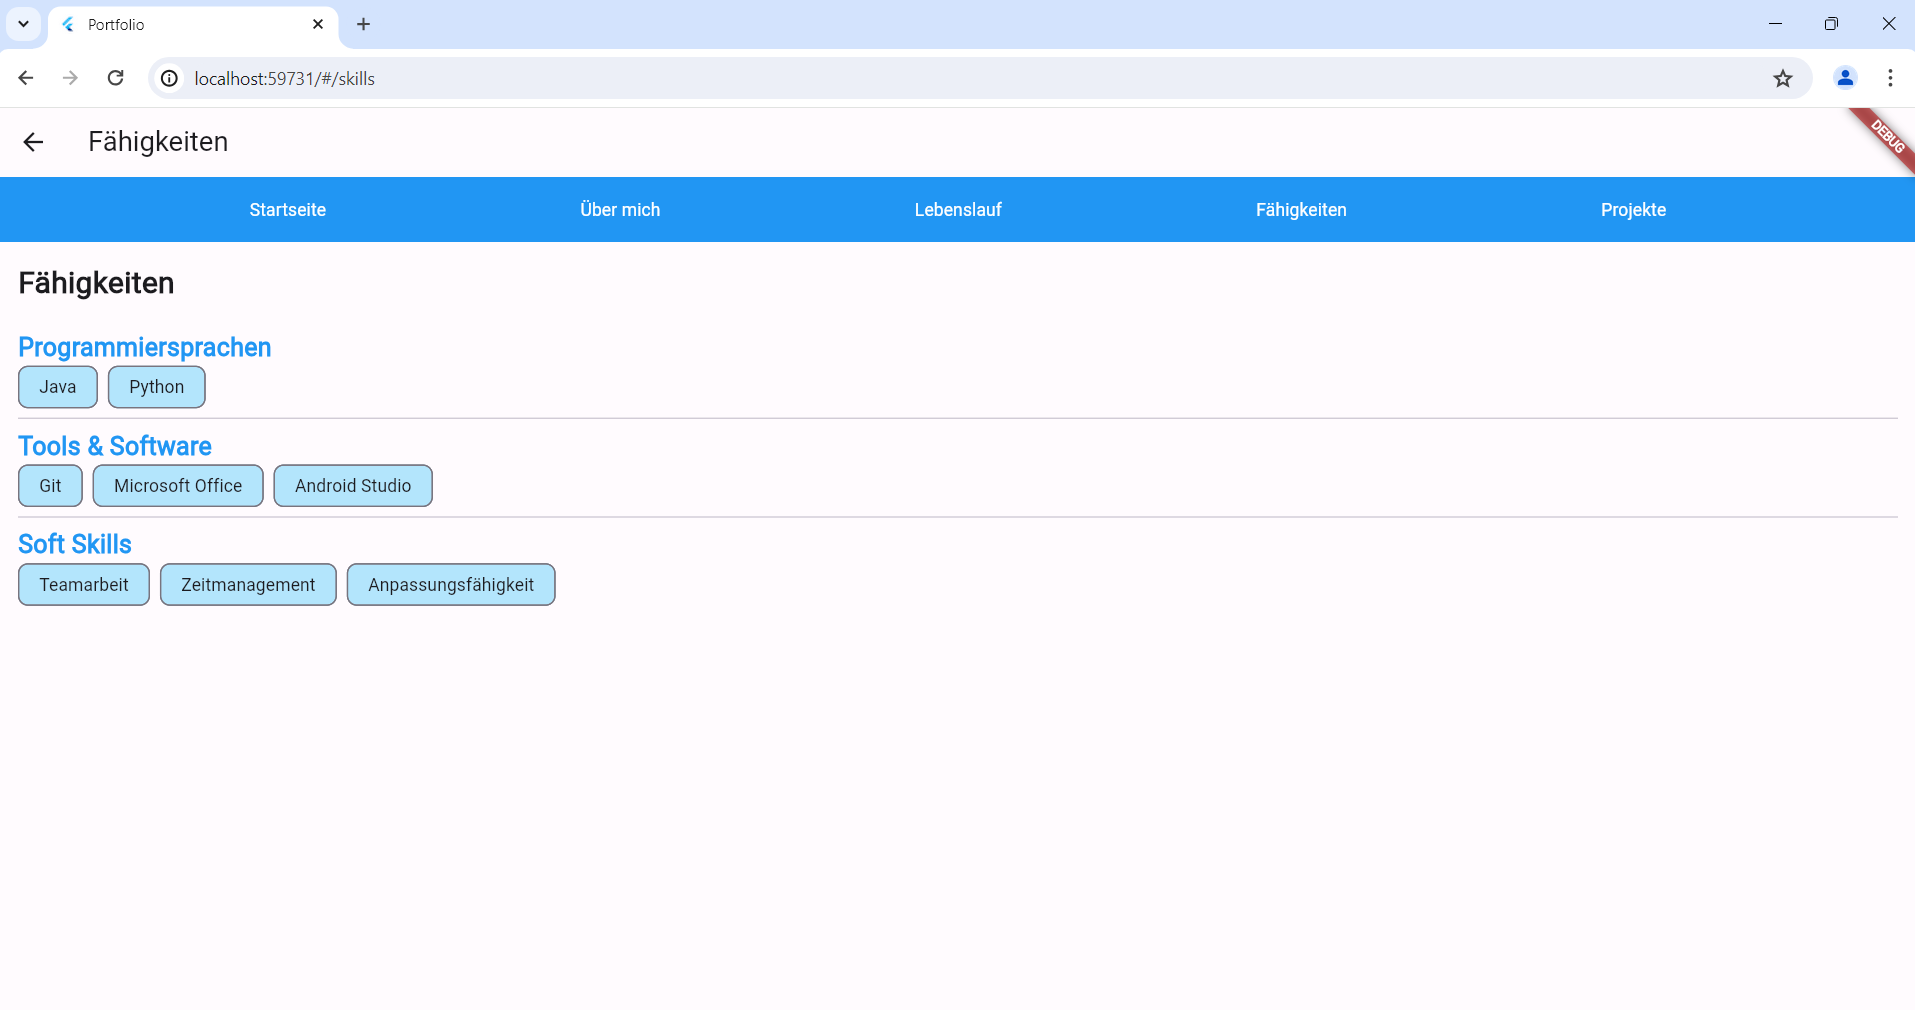 Portfolio
localhost:59731/#/skills
Fähigkeiten
DEBUG
Startseite Über mich Lebenslauf Fähigkeiten Projekte
Fähigkeiten
Programmiersprachen
Java Python
Tools & Software
Git Microsoft Office Android Studio
Soft Skills
Teamarbeit Zeitmanagement Anpassungsfähigkeit